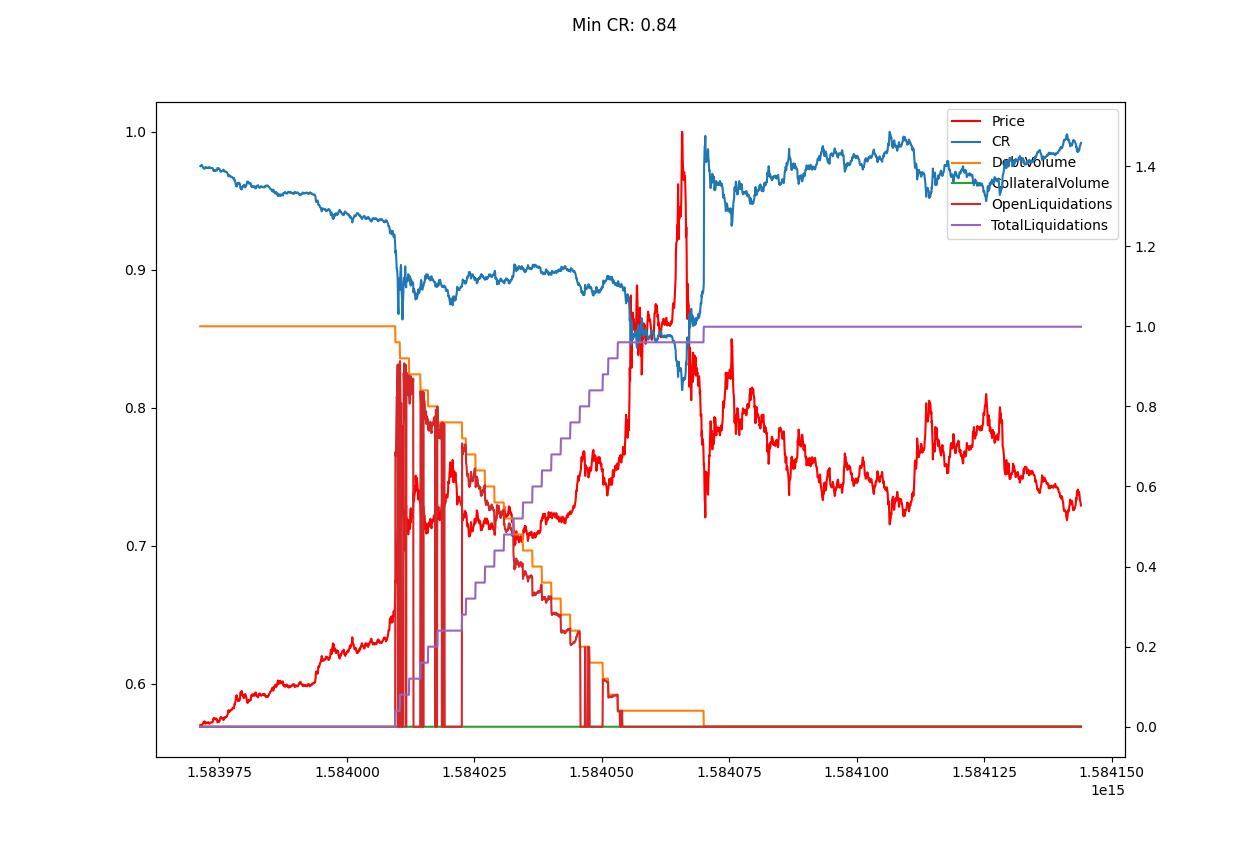 Min CR: 0.84
1.0
0.9
0.8
0.7
0.6
Price
CR
DebtVolume
CollateralVolume
OpenLiquidations
TotalLiquidations
1.4
1.2
1.0
0.8
0.6
0.4
0.2
0.0
1.583975 1.584000 1.584025 1.584050 1.584075 1.584100 1.584125 1.584150
1e15